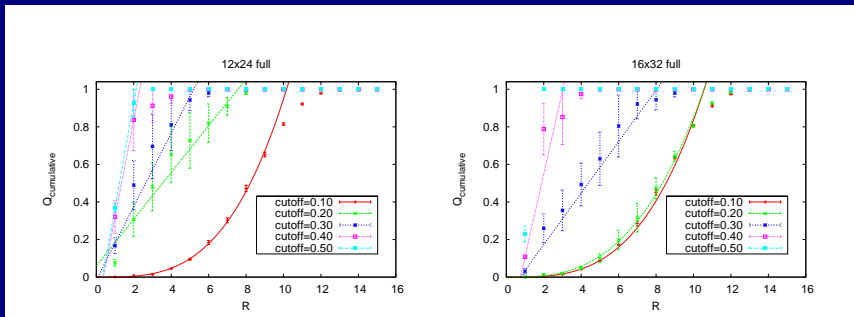 12x24 full
Q_cumulative
1
0.8
0.6
0.4
0.2
0
cutoff=0.10
cutoff=0.20
cutoff=0.30
cutoff=0.40
cutoff=0.50
0 2 4 6 8 10 12 14 16
R
16x32 full
Q_cumulative
1
0.8
0.6
0.4
0.2
0
cutoff=0.10
cutoff=0.20
cutoff=0.30
cutoff=0.40
cutoff=0.50
0 2 4 6 8 10 12 14 16
R